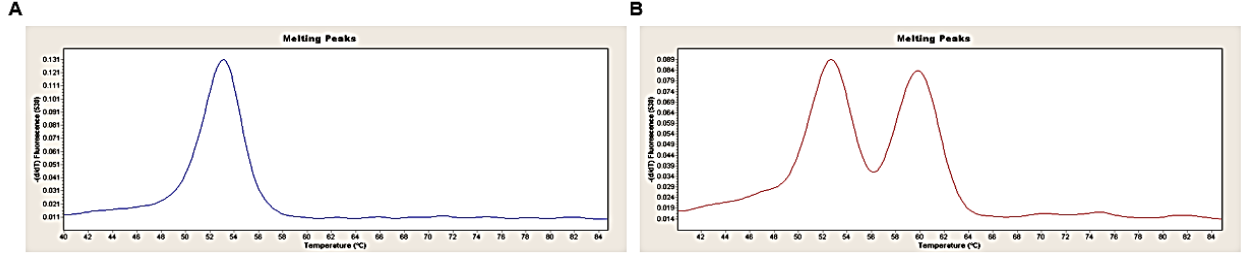 A
B
Melting Peaks
Melting Peaks
-(d/dT) Fluorescence (530)
0.131
0.121
0.111
0.101
0.091
0.081
0.071
0.061
0.051
0.041
0.031
0.021
0.011
40 42 44 46 48 50 52 54 56 58 60 62 64 66 68 70 72 74 76 78 80 82 84
Temperature (°C)
-(d/dT) Fluorescence (530)
0.089
0.084
0.079
0.074
0.069
0.064
0.059
0.054
0.049
0.044
0.039
0.034
0.029
0.024
0.019
0.014
42 44 46 48 50 52 54 56 58 60 62 64 66 68 70 72 74 76 78 80 82 84
Temperature (°C)